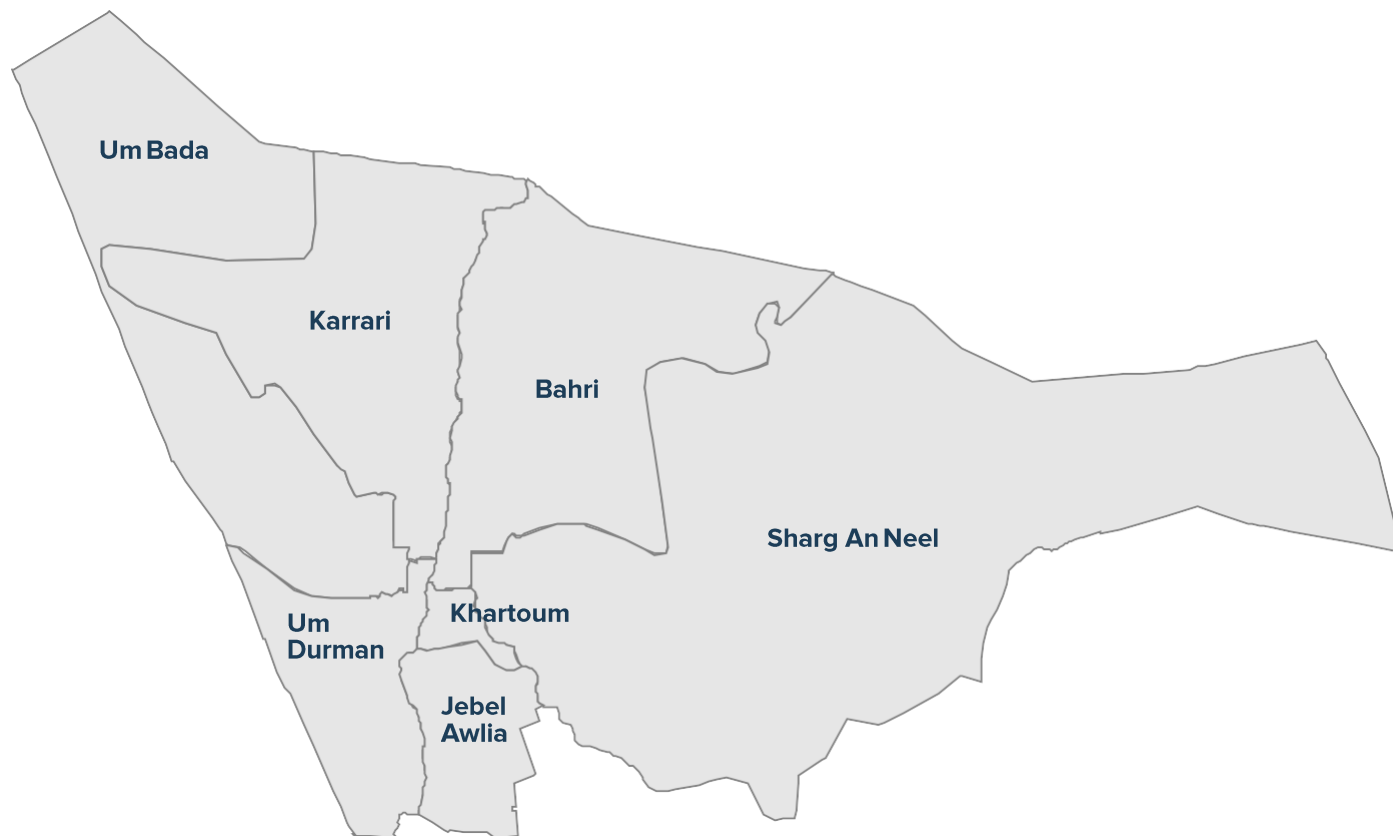 Um Bada
Karrari
Bahri
Sharg An Neel
Khartoum
Um
Durman
Jebel
Awlia